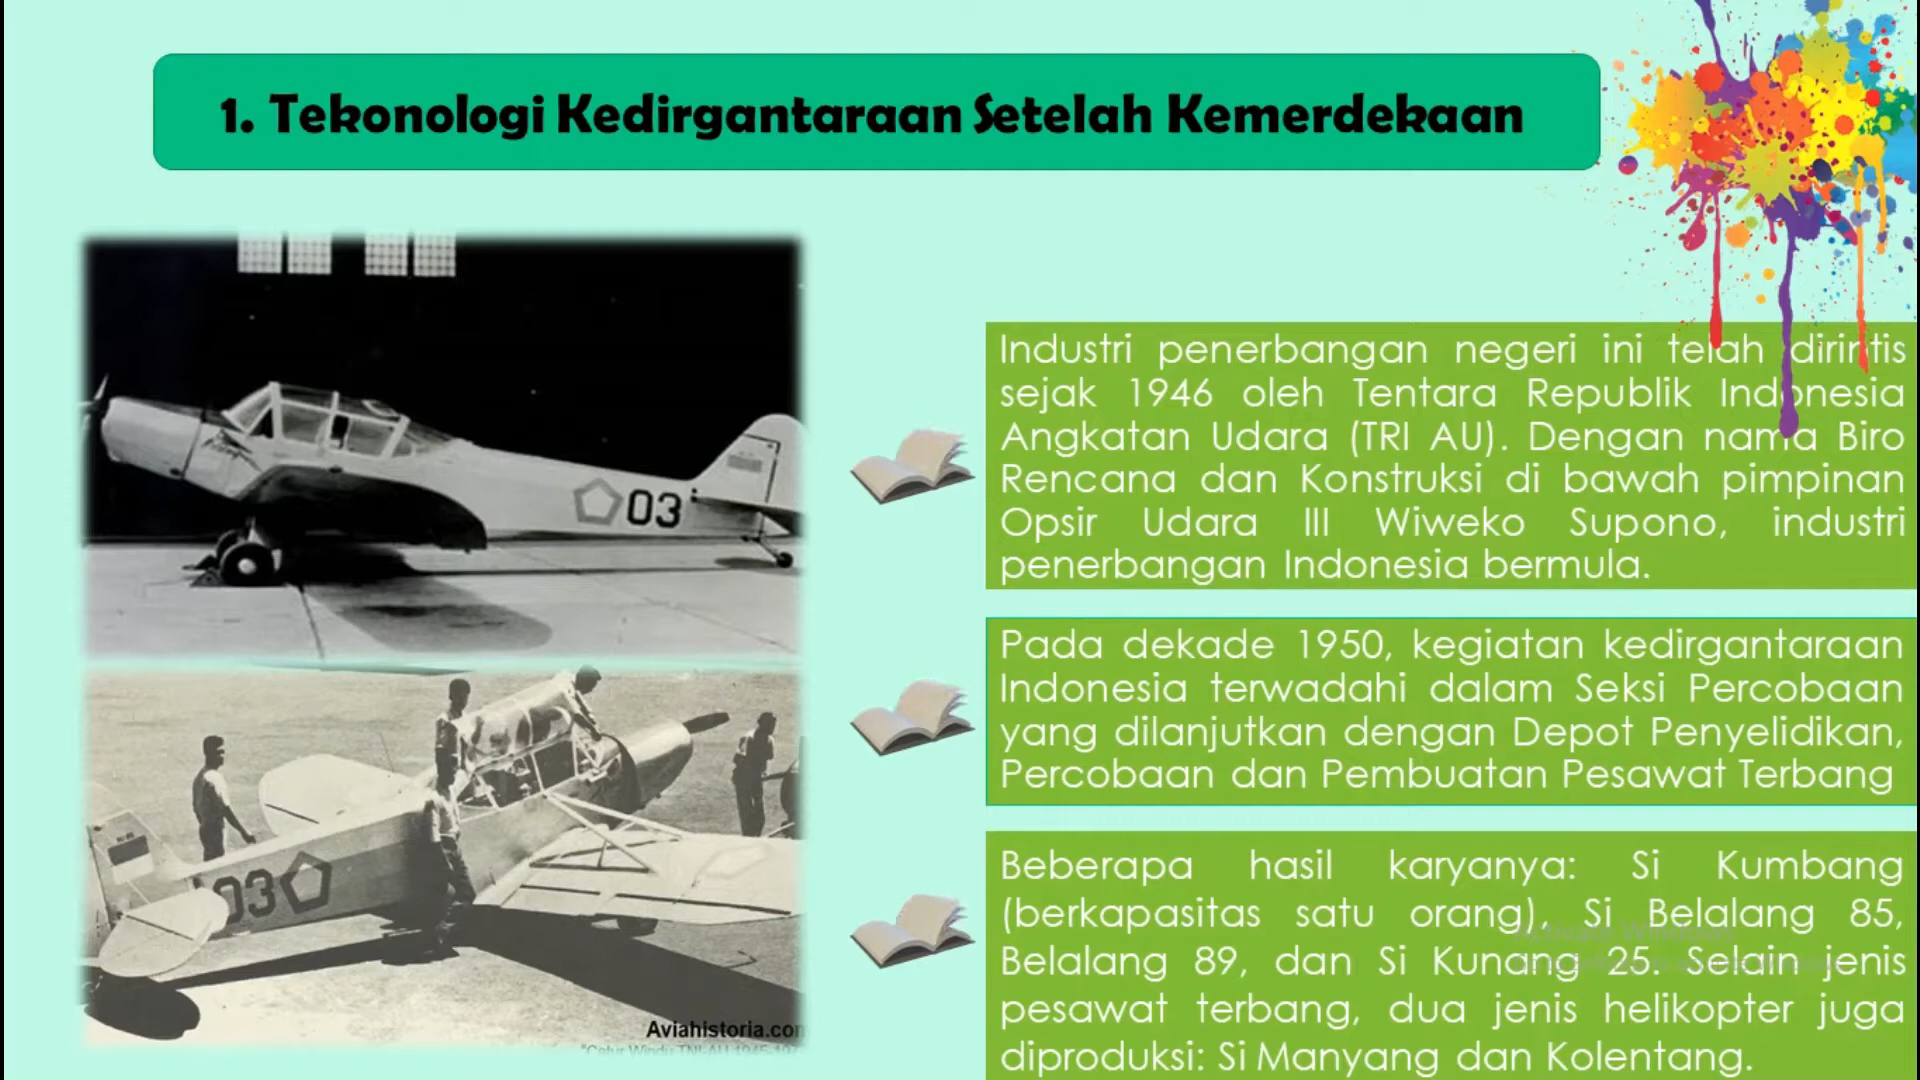 1. Tekonologi Kedirgantaraan Setelah Kemerdekaan
Industri penerbangan negeri ini telah dirintis
sejak 1946 oleh Tentara Republik Indonesia
Angkatan Udara (TRI AU). Dengan nama Biro
Rencana dan Konstruksi di bawah pimpinan
Opsir Udara III Wiweko Supono, industri
penerbangan Indonesia bermula.
Pada dekade 1950, kegiatan kedirgantaraan
Indonesia terwadahi dalam Seksi Percobaan
yang dilanjutkan dengan Depot Penyelidikan,
Percobaan dan Pembuatan Pesawat Terbang
Beberapa hasil karyanya: Si Kumbang
(berkapasitas satu orang), Si Belalang 85,
Belalang 89, dan Si Kunang 25. Selain jenis
pesawat terbang, dua jenis helikopter juga
diproduksi: Si Manyang dan Kolentang.
03
03
Aviahistoria.com